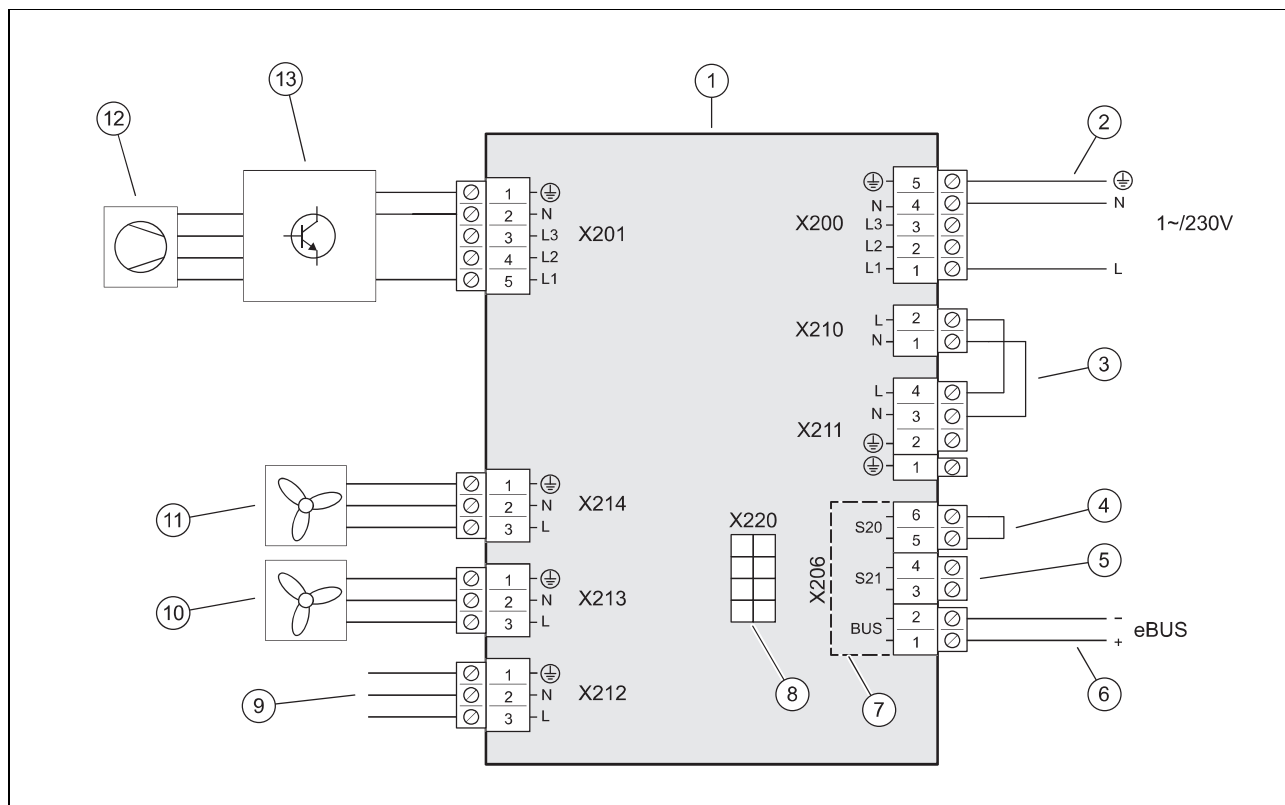 13
1
12
2
1 N
2 L3
3 L2
4 L1
5
X201
X200
5
N 4
L3 3
L2 2
L1 1
N
L
1~/230V
X210
L 2
N 1
3
X211
L 4
N 3
2
1
11
1
2 N
3 L
X214
10
1
2 N
3 L
X213
9
1
2 N
3 L
X212
X220
8
X206
S20
6
5
4
S21
4
3
5
BUS
2
1
−
+
eBUS
6
7